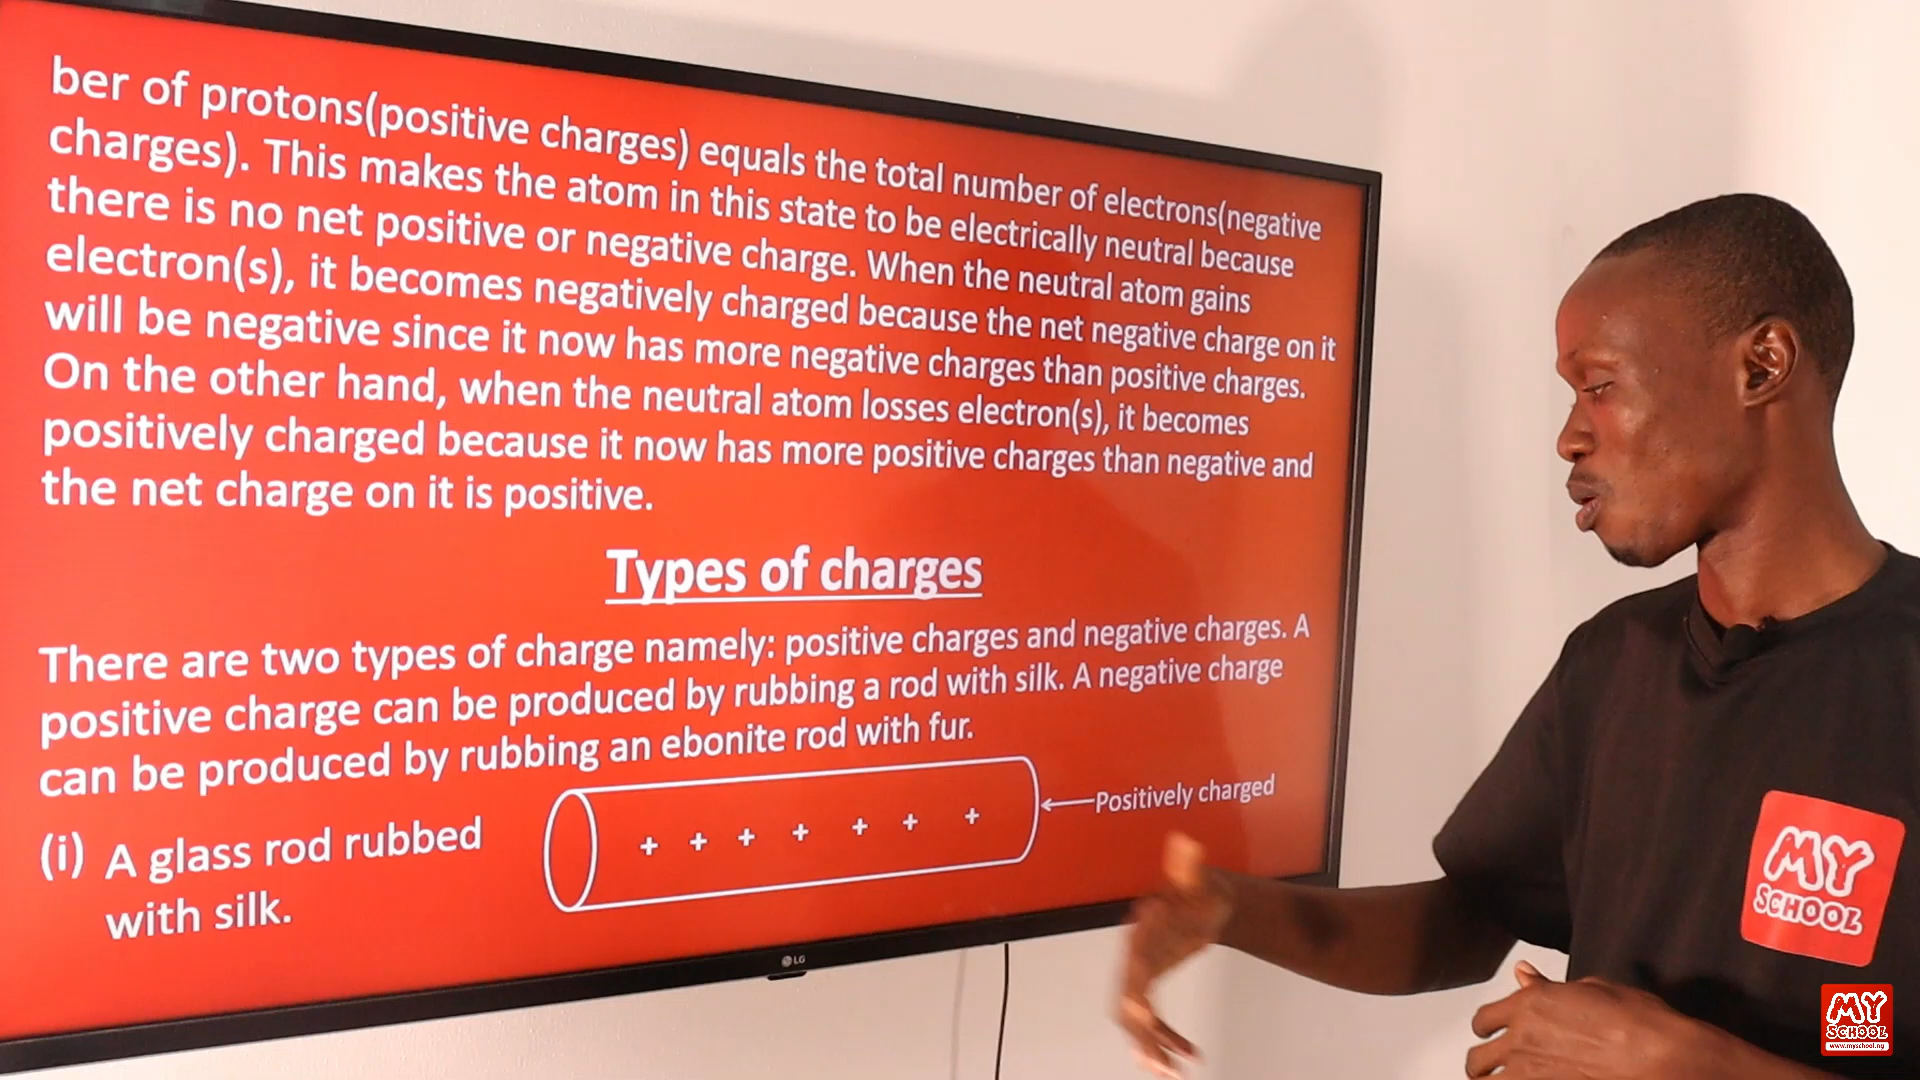 ber of protons(positive charges) equals the total number of electrons(negative
charges). This makes the atom in this state to be electrically neutral because
there is no net positive or negative charge. When the neutral atom gains
electron(s), it becomes negatively charged because the net negative charge on it
will be negative since it now has more negative charges than positive charges.
On the other hand, when the neutral atom losses electron(s), it becomes
positively charged because it now has more positive charges than negative and
the net charge on it is positive.
Types of charges
There are two types of charge namely: positive charges and negative charges. A
positive charge can be produced by rubbing a rod with silk. A negative charge
can be produced by rubbing an ebonite rod with fur.
(i) A glass rod rubbed
with silk.
+ + + + + + +
Positively charged
LG
MY
SCHOOL
MY
SCHOOL
www.myschool.ng